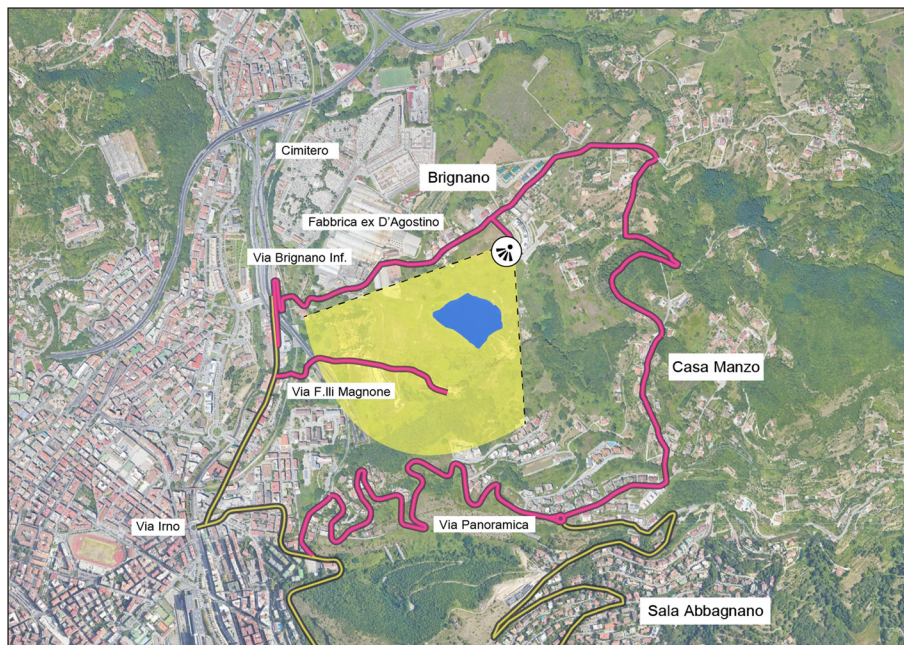 Cimitero
Brignano
Fabbrica ex D'Agostino
Via Brignano Inf.
Casa Manzo
Via F.lli Magnone
Via Irno
Via Panoramica
Sala Abbagnano